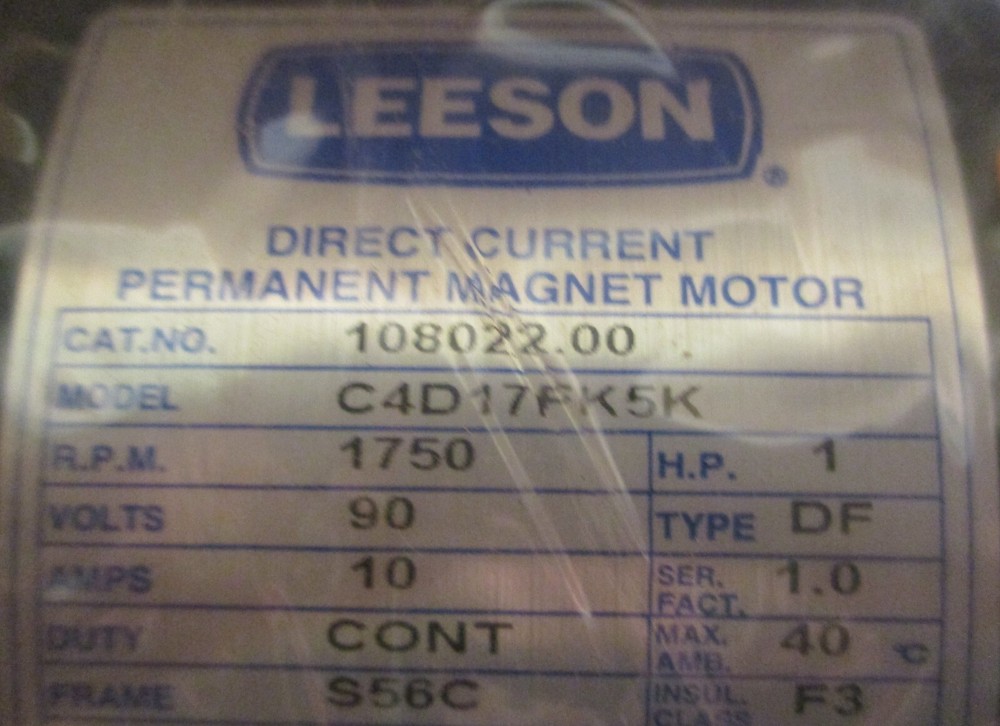 LEESON
®
DIRECT CURRENT
PERMANENT MAGNET MOTOR
CAT.NO. 108022.00
MODEL C4D17FK5K
R.P.M. 1750 H.P. 1
VOLTS 90 TYPE DF
AMPS 10 SER. FACT. 1.0
DUTY CONT MAX. AMB. 40 °C
FRAME S56C INSUL. CLASS F3